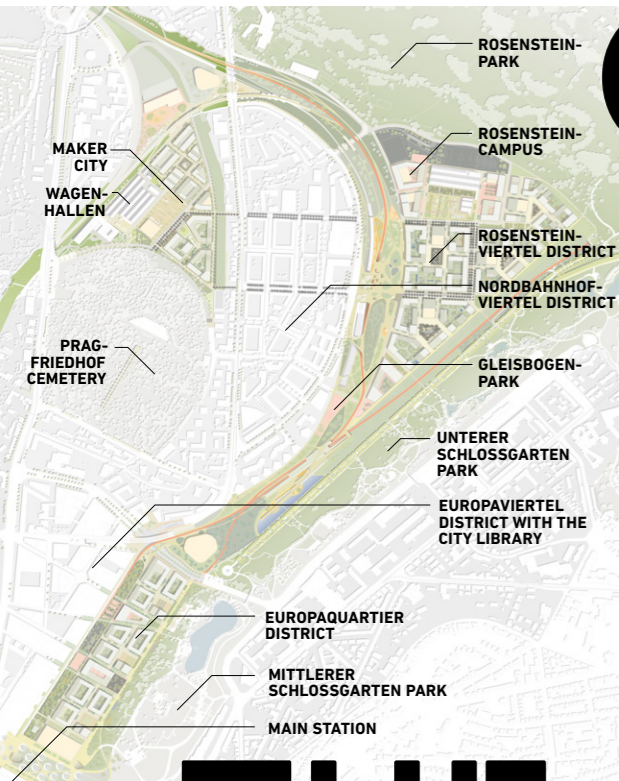 ROSENSTEIN-
PARK
ROSENSTEIN-
CAMPUS
MAKER
CITY
WAGEN-
HALLEN
ROSENSTEIN-
VIERTEL DISTRICT
NORDBAHNHOF-
VIERTEL DISTRICT
PRAG-
FRIEDHOF
CEMETERY
GLEISBOGEN-
PARK
UNTERER
SCHLOSSGARTEN
PARK
EUROPAVIERTEL
DISTRICT WITH THE
CITY LIBRARY
EUROPAQUARTIER
DISTRICT
MITTLERER
SCHLOSSGARTEN PARK
MAIN STATION